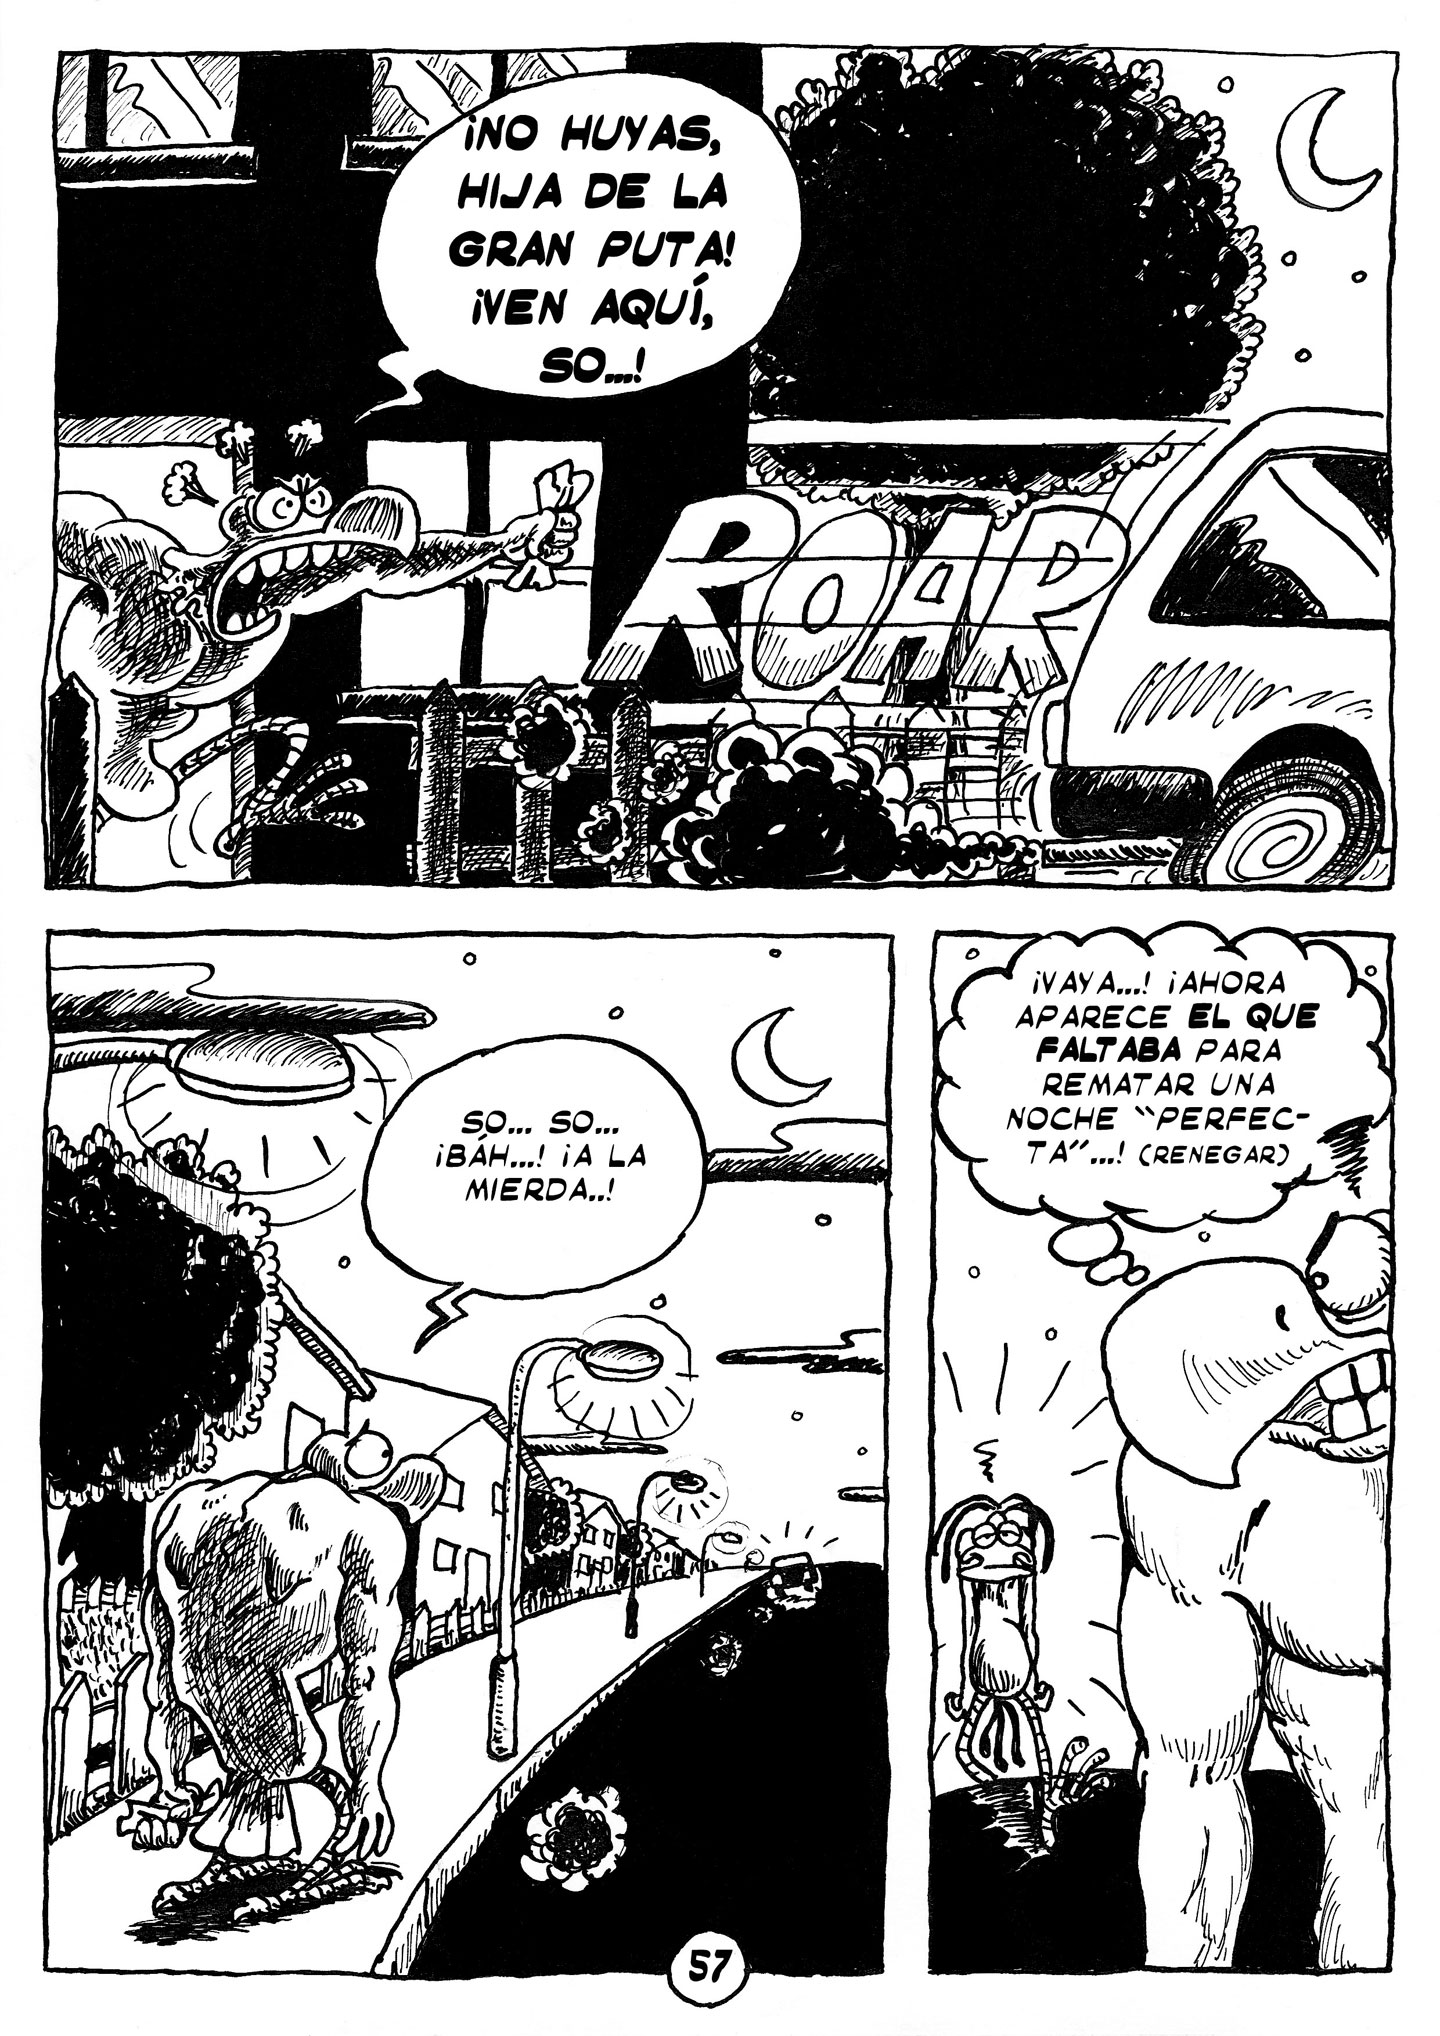 ¡NO HUYAS,
HIJA DE LA
GRAN PUTA!
¡VEN AQUÍ,
SO...!
ROAR
SO... SO...
¡BÁH...! ¡A LA
MIERDA..!
¡VAYA...! ¡AHORA
APARECE EL QUE
FALTABA PARA
REMATAR UNA
NOCHE “PERFEC-
TA”...! (RENEGAR)
57